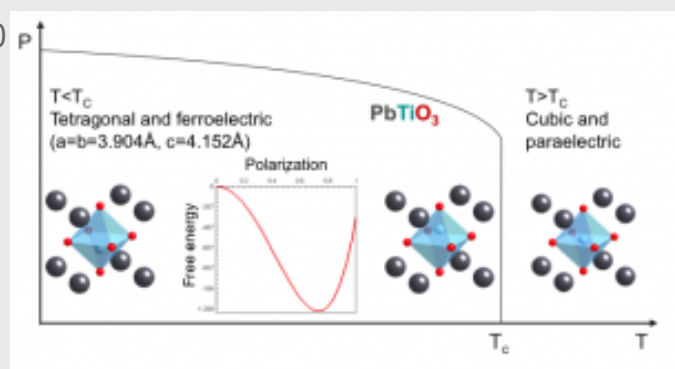 )
P
T<Tc
Tetragonal and ferroelectric
(a=b=3.904Å, c=4.152Å)
PbTiO₃
T>Tc
Cubic and
paraelectric
Polarization
Free energy
Tc
T